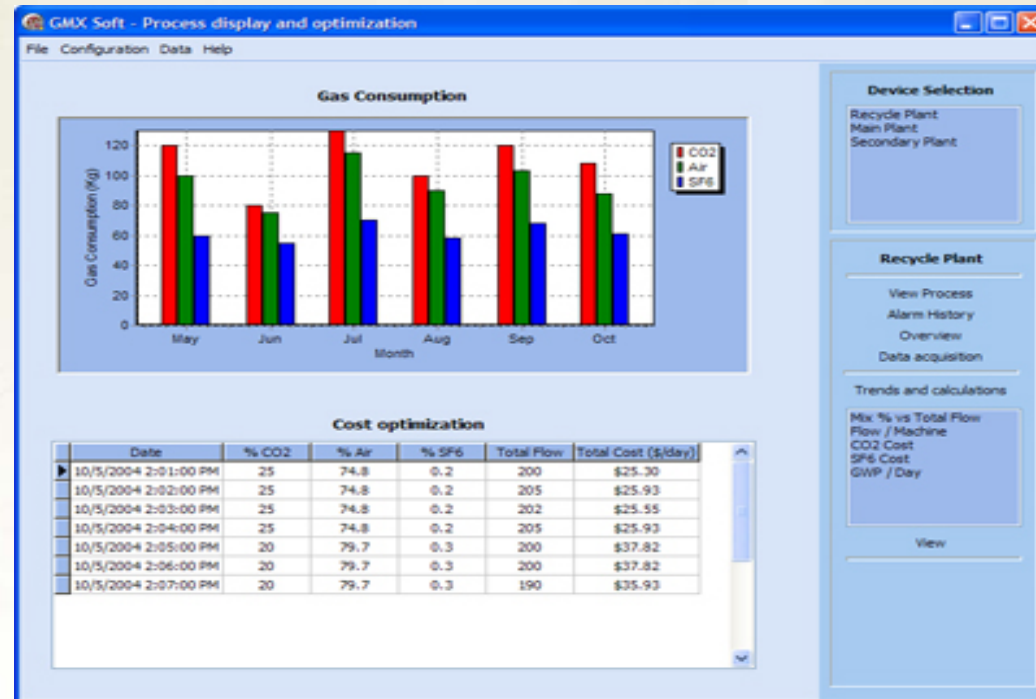 GMX Soft - Process display and optimization
File Configuration Data Help
Gas Consumption
Gas Consumption (Kg)
120
100
80
60
40
20
0
May Jun Jul Aug Sep Oct
Month
CO2
Air
SF6
Cost optimization
Date % CO2 % Air % SF6 Total Flow Total Cost ($/day)
10/5/2004 2:01:00 PM 25 74.8 0.2 200 $25.30
10/5/2004 2:02:00 PM 25 74.8 0.2 205 $25.93
10/5/2004 2:03:00 PM 25 74.8 0.2 202 $25.55
10/5/2004 2:04:00 PM 25 74.8 0.2 205 $25.93
10/5/2004 2:05:00 PM 20 79.7 0.3 200 $37.82
10/5/2004 2:06:00 PM 20 79.7 0.3 200 $37.82
10/5/2004 2:07:00 PM 20 79.7 0.3 190 $35.93
Device Selection
Recycle Plant
Main Plant
Secondary Plant
Recycle Plant
View Process
Alarm History
Overview
Data acquisition
Trends and calculations
Mix % vs Total Flow
Flow / Machine
CO2 Cost
SF6 Cost
GWP / Day
View